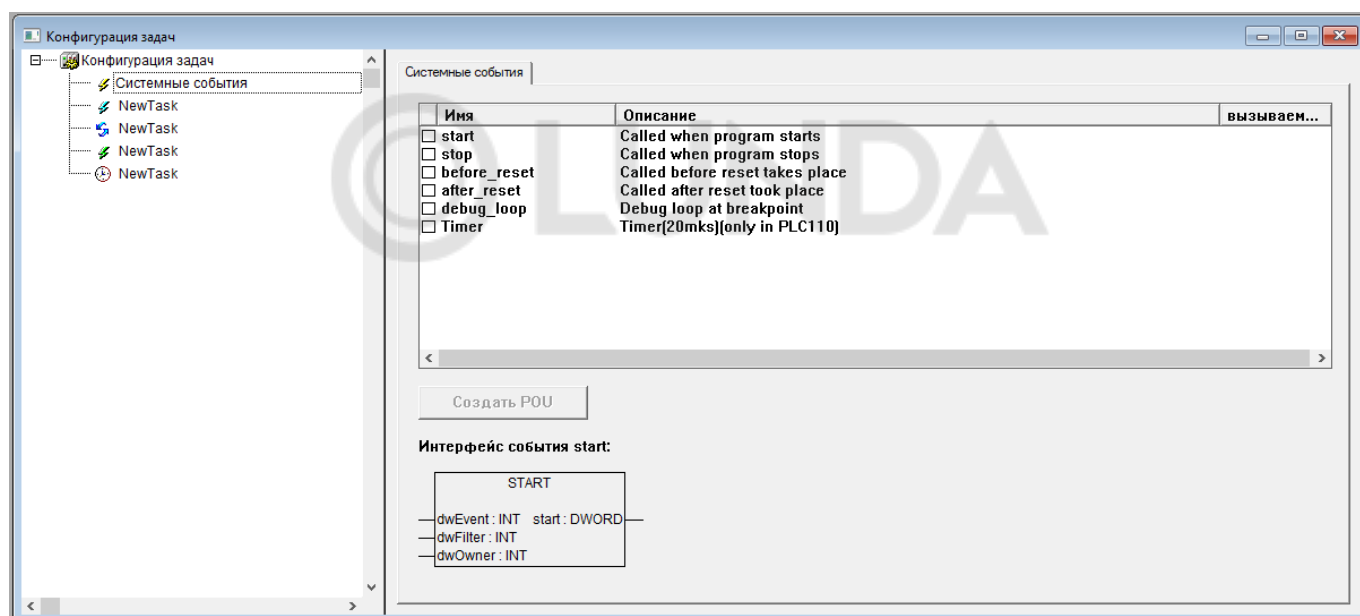 Конфигурация задач
Конфигурация задач
Системные события
NewTask
NewTask
NewTask
NewTask
Системные события
Имя Описание вызываем...
start Called when program starts
stop Called when program stops
before_reset Called before reset takes place
after_reset Called after reset took place
debug_loop Debug loop at breakpoint
Timer Timer(20mks)(only in PLC110)
© LUNDA
Создать POU
Интерфейс события start:
START
dwEvent : INT start : DWORD
dwFilter : INT
dwOwner : INT